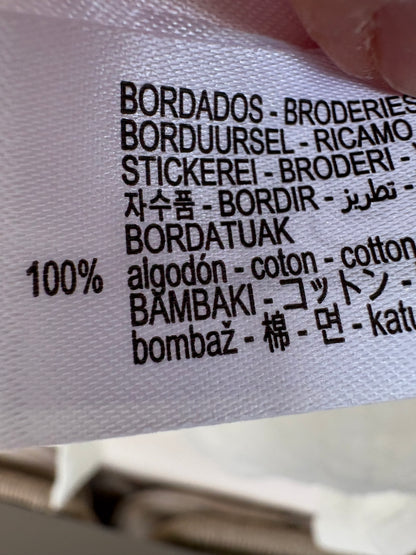 BORDADOS - BRODERIES
BORDUURSEL - RICAMO
STICKEREI - BRODERI -
자수품 - BORDIR - تطريز -
BORDATUAK
100% algodón - coton - cotton
BAMBAKI - コットン -
bombaž - 棉 - 면 - katu